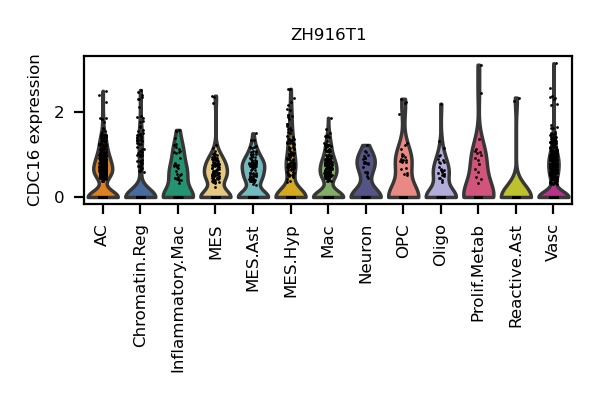 ZH916T1
CDC16 expression
2
0
AC
Chromatin.Reg
Inflammatory.Mac
MES
MES.Ast
MES.Hyp
Mac
Neuron
OPC
Oligo
Prolif.Metab
Reactive.Ast
Vasc